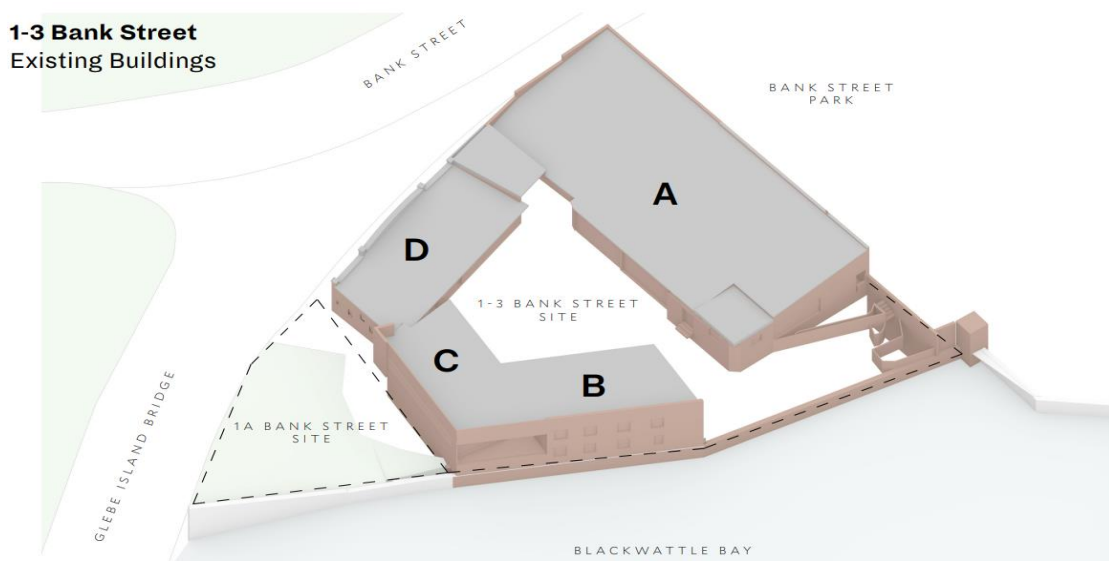 1-3 Bank Street
Existing Buildings
BANK STREET
BANK STREET
PARK
A
D
1-3 BANK STREET
SITE
C
B
1A BANK STREET
SITE
GLEBE ISLAND BRIDGE
BLACKWATTLE BAY